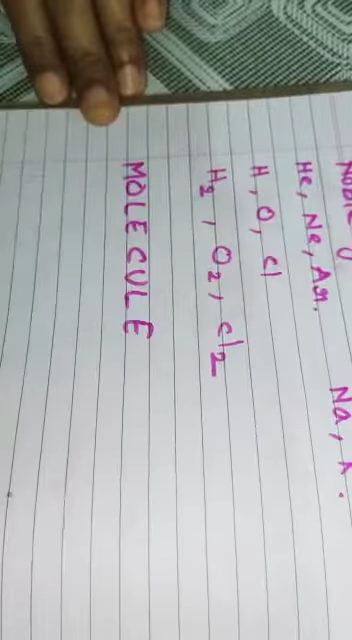 He, Ne, Ar. Na,
H, O, Cl
H2, O2, Cl2
MOLECULE